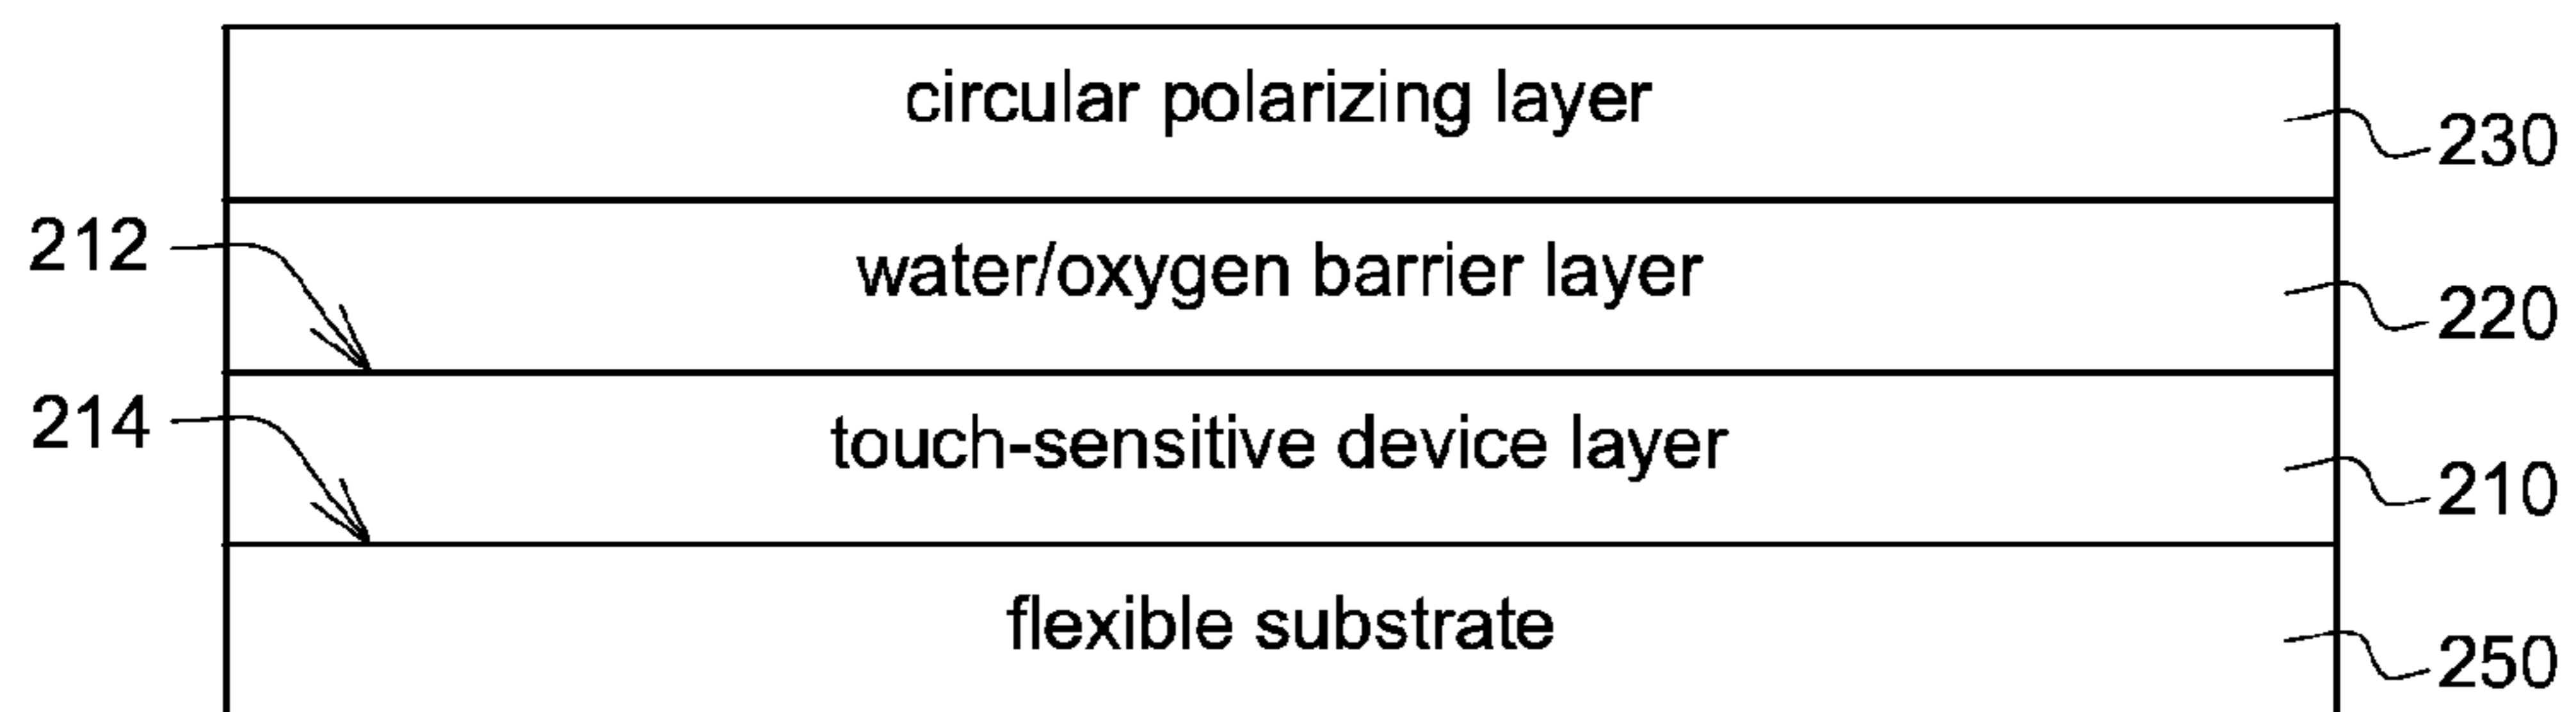 circular polarizing layer
230
212
water/oxygen barrier layer
220
214
touch-sensitive device layer
210
flexible substrate
250